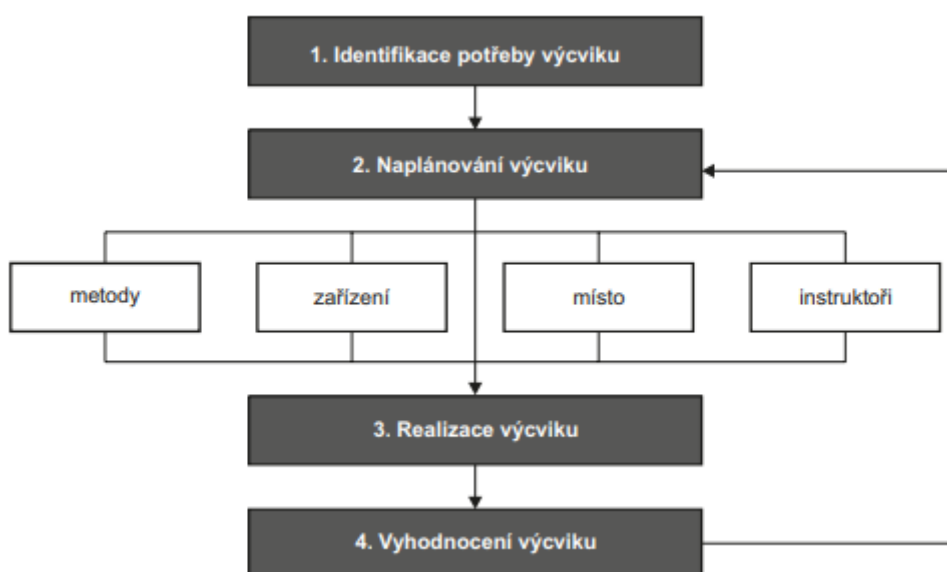 1. Identifikace potřeby výcviku
2. Naplánování výcviku
metody
zařízení
místo
instruktoři
3. Realizace výcviku
4. Vyhodnocení výcviku